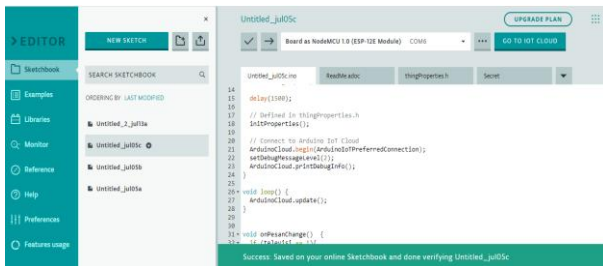 Untitled_jul05c
UPGRADE PLAN
EDITOR
NEW SKETCH
Board as NodeMCU 1.0 (ESP-12E Module) COM6
GO TO IOT CLOUD
Sketchbook
Examples
Libraries
Monitor
Reference
Help
Preferences
Features usage
SEARCH SKETCHBOOK
ORDERING BY LAST MODIFIED
Untitled_2_jul13a
Untitled_jul05c
Untitled_jul05b
Untitled_jul05a
Untitled_jul05c.ino
ReadMe.adoc
thingProperties.h
Secret
14
15 delay(1500);
16
17 // Defined in thingProperties.h
18 initProperties();
19
20 // Connect to Arduino IoT Cloud
21 ArduinoCloud.begin(ArduinoIoTPreferredConnection);
22 setDebugMessageLevel(2);
23 ArduinoCloud.printDebugInfo();
24 }
25
26 void loop() {
27 ArduinoCloud.update();
28 }
29
30
31 void onPesanChange() {
32 if (televisi == 1){
Success: Saved on your online Sketchbook and done verifying Untitled_jul05c